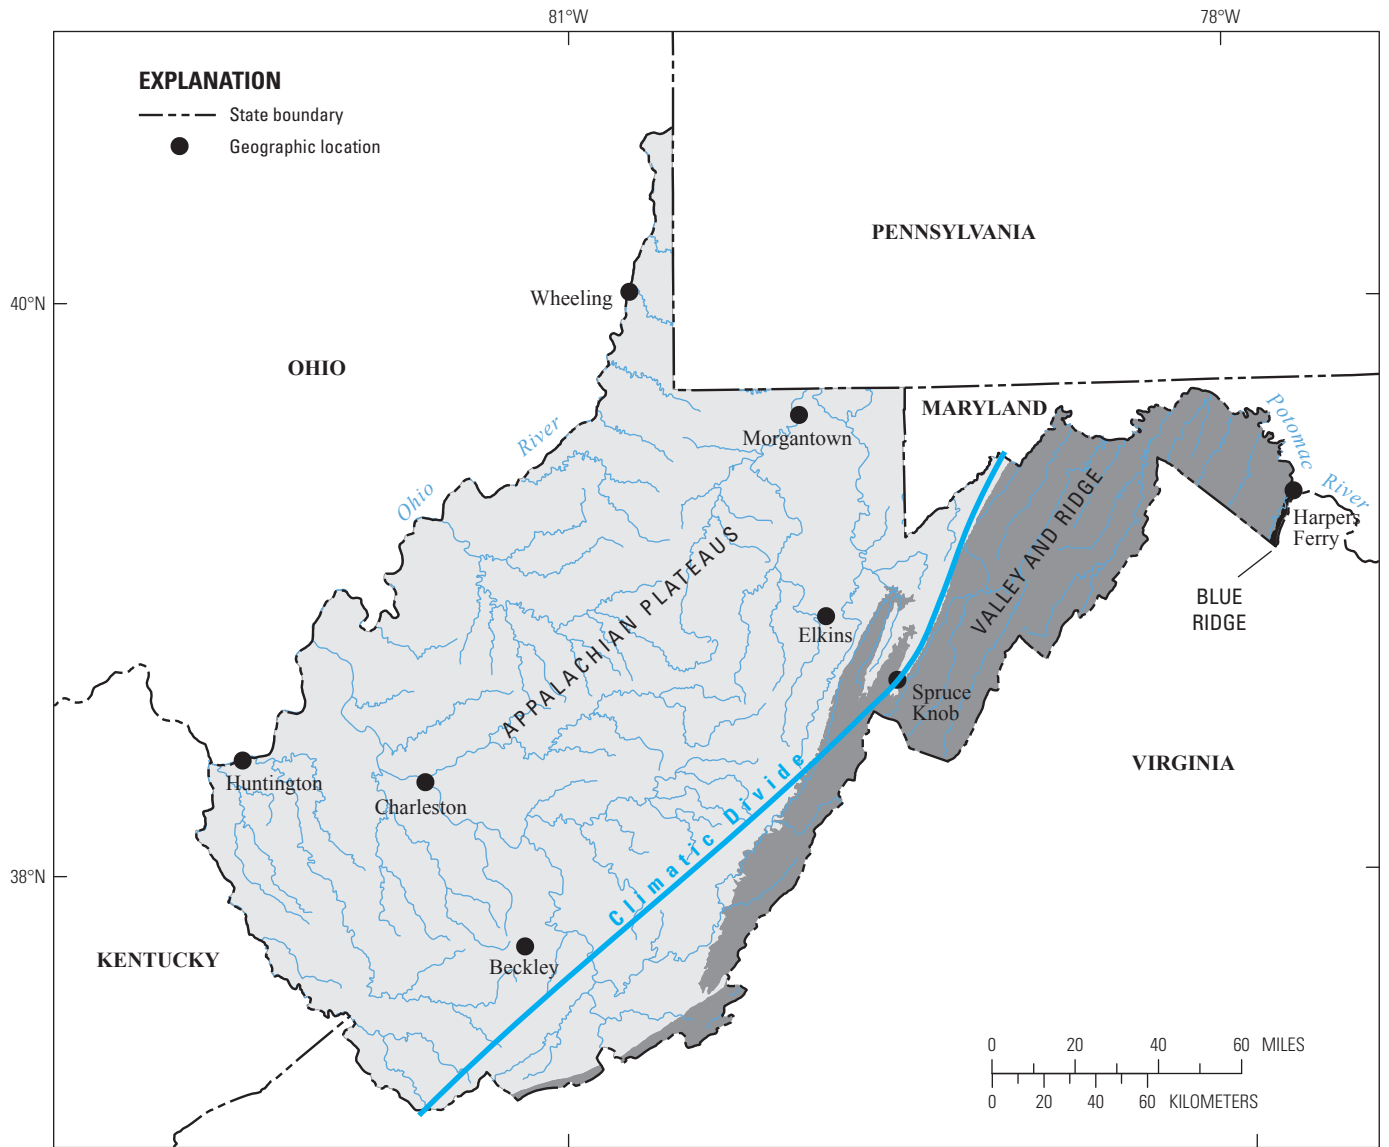 81°W
78°W
EXPLANATION
State boundary
Geographic location
PENNSYLVANIA
40°N
Wheeling
OHIO
MARYLAND
Morgantown
Ohio River
Potomac River
Harpers
Ferry
APPALACHIAN PLATEAUS
VALLEY AND RIDGE
BLUE
RIDGE
Elkins
Spruce
Knob
Climatic Divide
VIRGINIA
Huntington
Charleston
38°N
KENTUCKY
Beckley
0 20 40 60 MILES
0 20 40 60 KILOMETERS